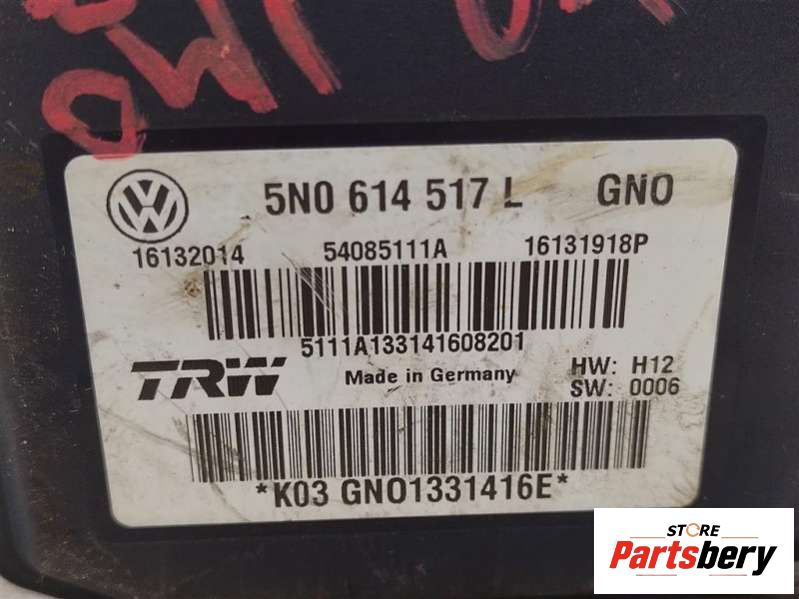 5N0 614 517 L GNO
16132014 54085111A 16131918P
5111A133141608201
TRW Made in Germany HW: H12
SW: 0006
*K03 GNO1331416E*
STORE
Partsbery